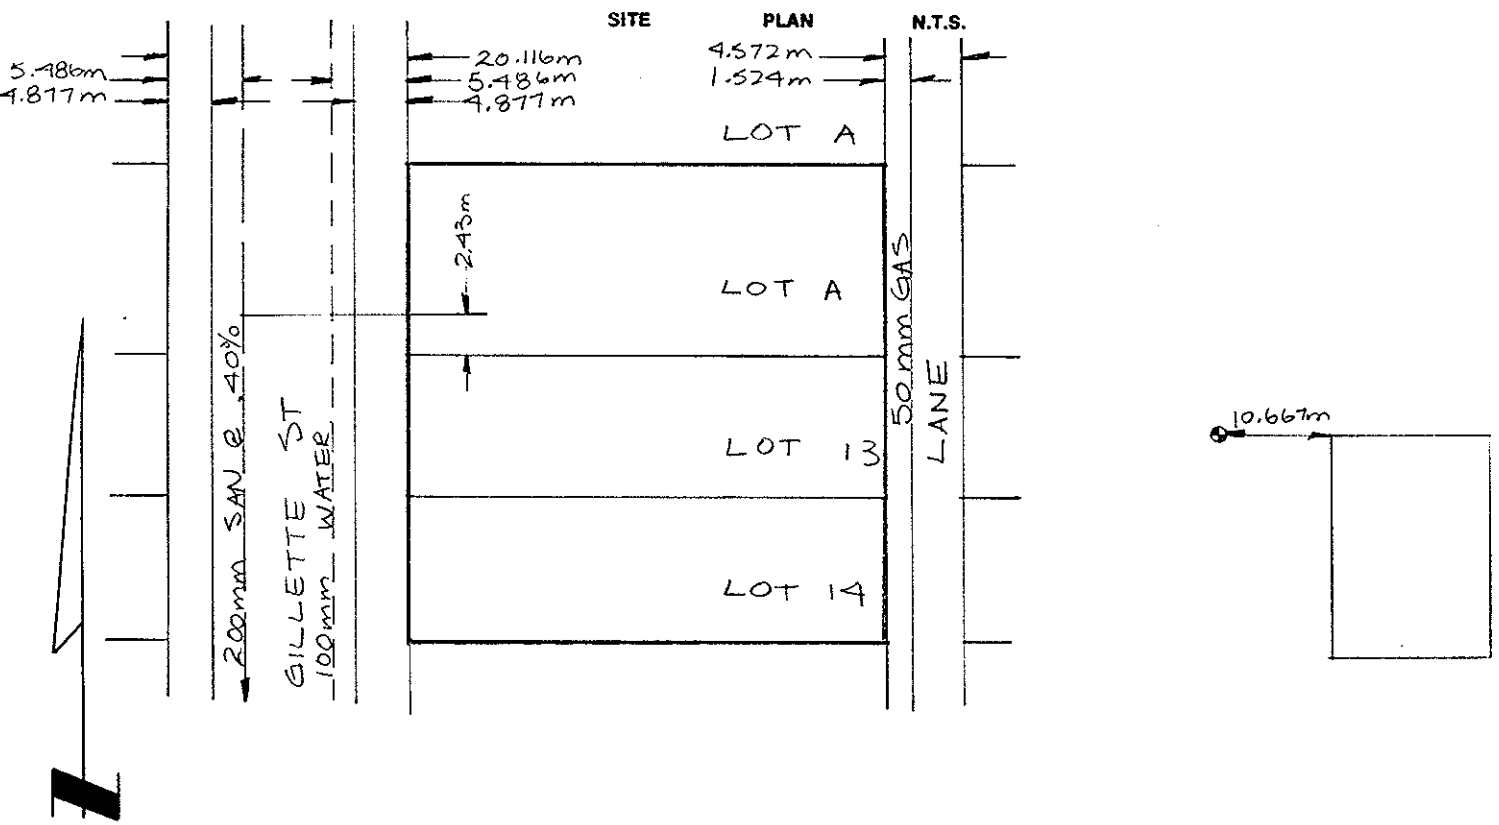 SITE PLAN N.T.S.
20.116m
4.572m
5.486m
5.486m
1.524m
4.877m
4.877m
LOT A
2.43m
LOT A
50mm GAS
LANE
200mm SAN @ .40%
GILLETTE ST
100mm WATER
LOT 13
10.667m
LOT 14